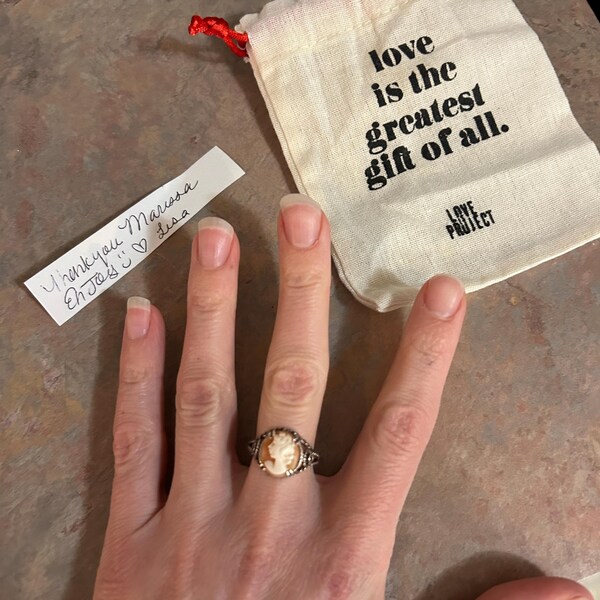 love
is the
greatest
gift of all.
LOVE
PROJECT
Thankyou Marissa
EnJoy! ♡ Lisa